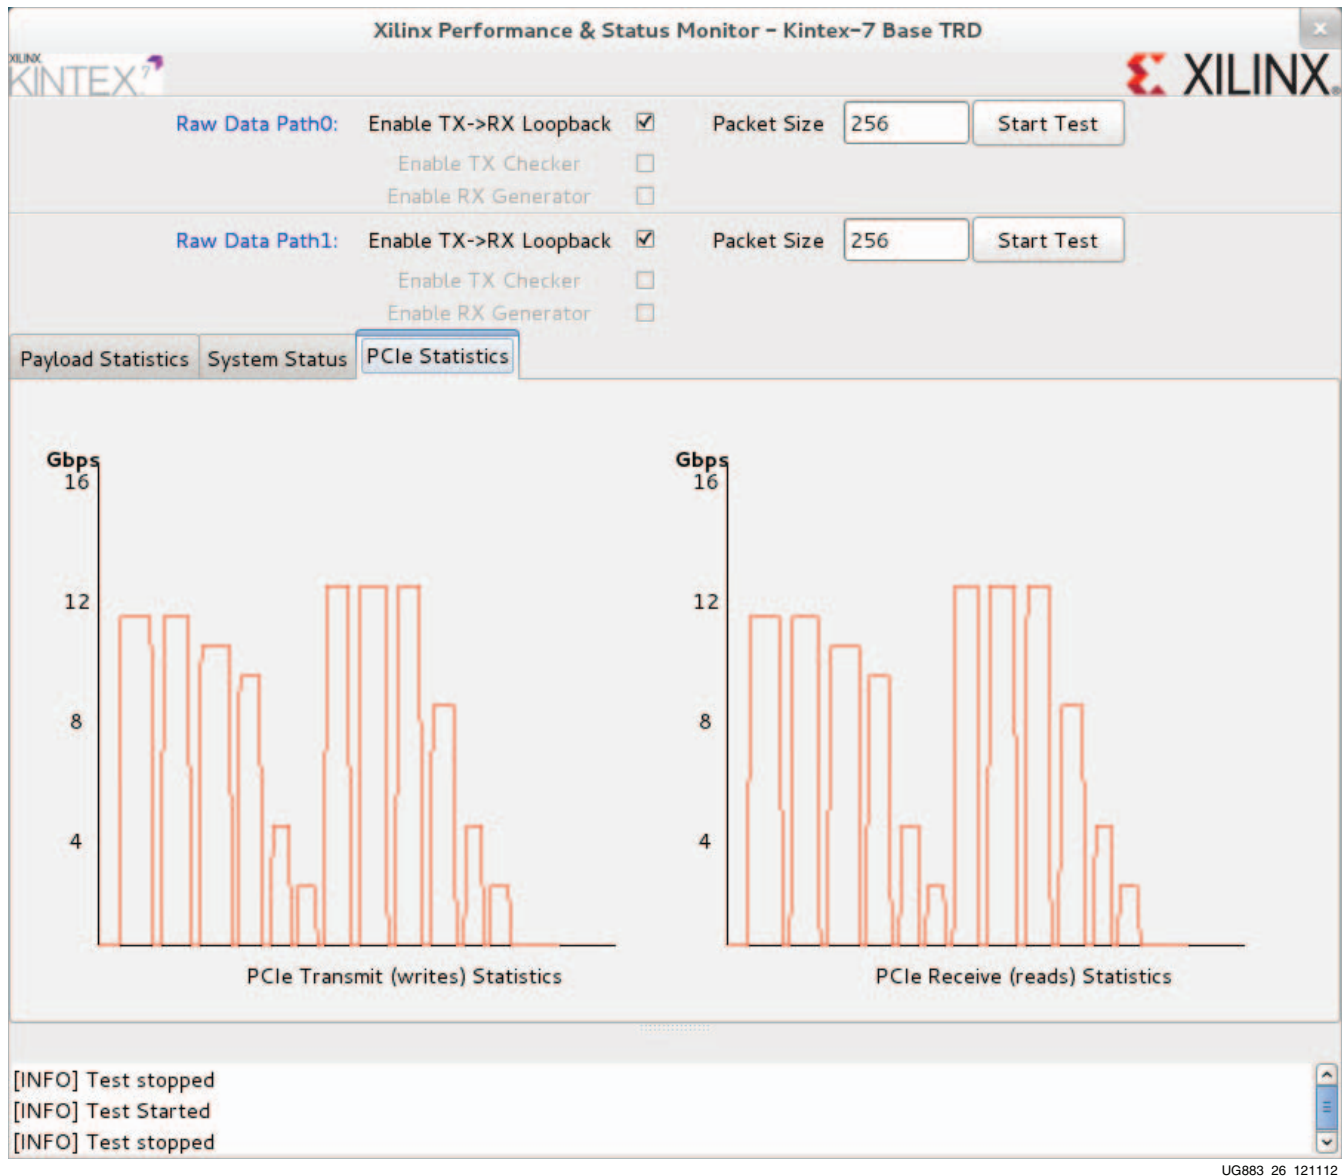 Xilinx Performance & Status Monitor - Kintex-7 Base TRD
XILINX
KINTEX 7
XILINX®
Raw Data Path0: Enable TX->RX Loopback Packet Size 256 Start Test
Enable TX Checker
Enable RX Generator
Raw Data Path1: Enable TX->RX Loopback Packet Size 256 Start Test
Enable TX Checker
Enable RX Generator
Payload Statistics System Status PCIe Statistics
Gbps
16
12
8
4
PCIe Transmit (writes) Statistics
Gbps
16
12
8
4
PCIe Receive (reads) Statistics
[INFO] Test stopped
[INFO] Test Started
[INFO] Test stopped
UG883_26_121112